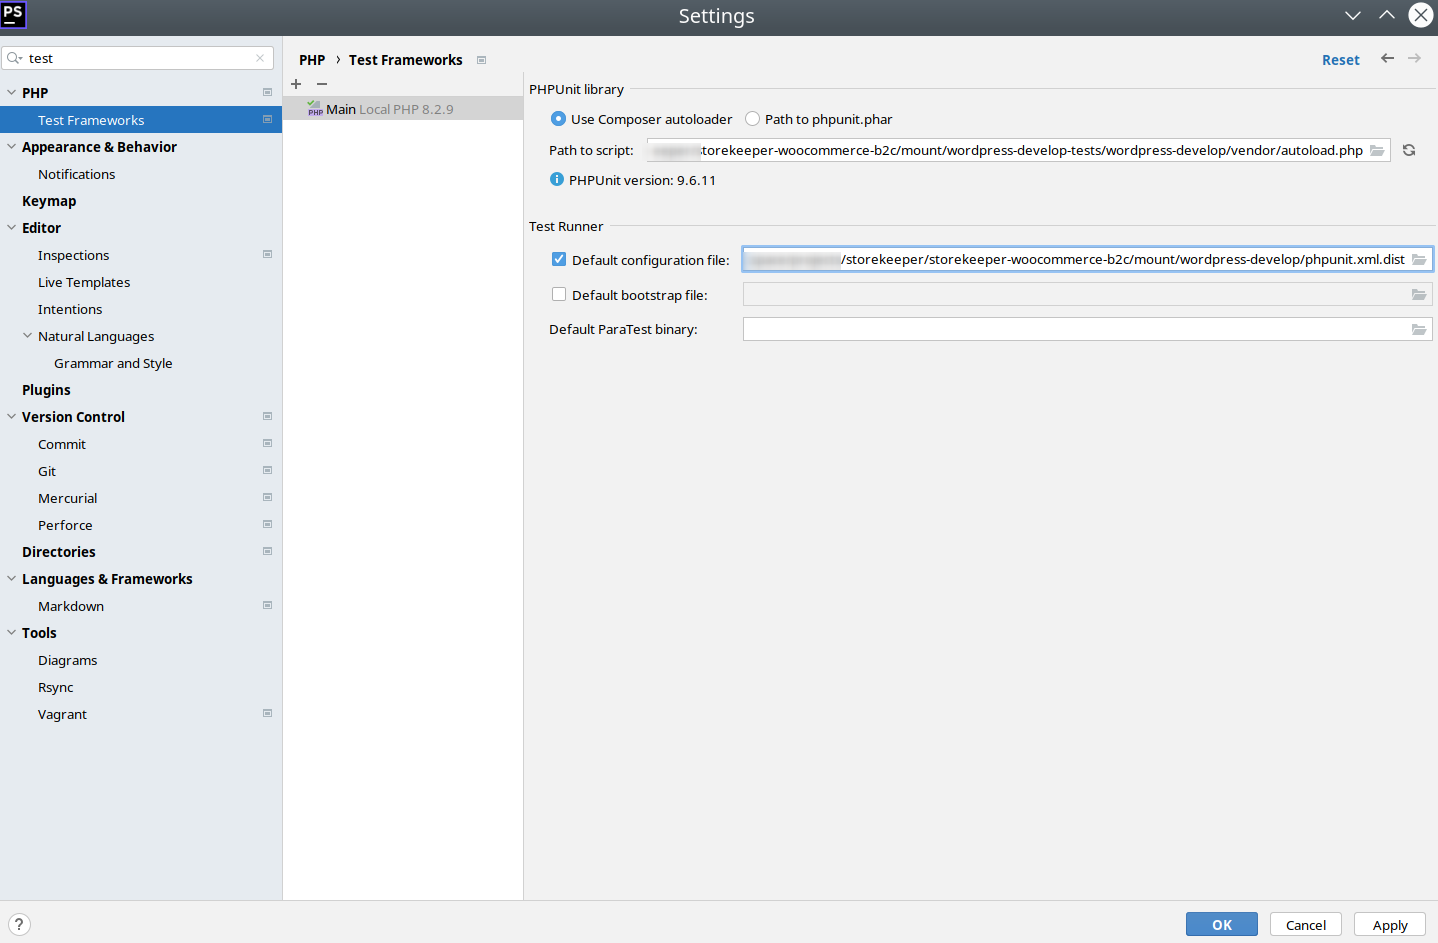 PS
Settings
test
PHP
Test Frameworks
Appearance & Behavior
Notifications
Keymap
Editor
Inspections
Live Templates
Intentions
Natural Languages
Grammar and Style
Plugins
Version Control
Commit
Git
Mercurial
Perforce
Directories
Languages & Frameworks
Markdown
Tools
Diagrams
Rsync
Vagrant
PHP › Test Frameworks
Reset
PHP Main Local PHP 8.2.9
PHPUnit library
Use Composer autoloader Path to phpunit.phar
Path to script: torekeeper-woocommerce-b2c/mount/wordpress-develop-tests/wordpress-develop/vendor/autoload.php
PHPUnit version: 9.6.11
Test Runner
Default configuration file: /storekeeper/storekeeper-woocommerce-b2c/mount/wordpress-develop/phpunit.xml.dist
Default bootstrap file:
Default ParaTest binary:
?
OK Cancel Apply